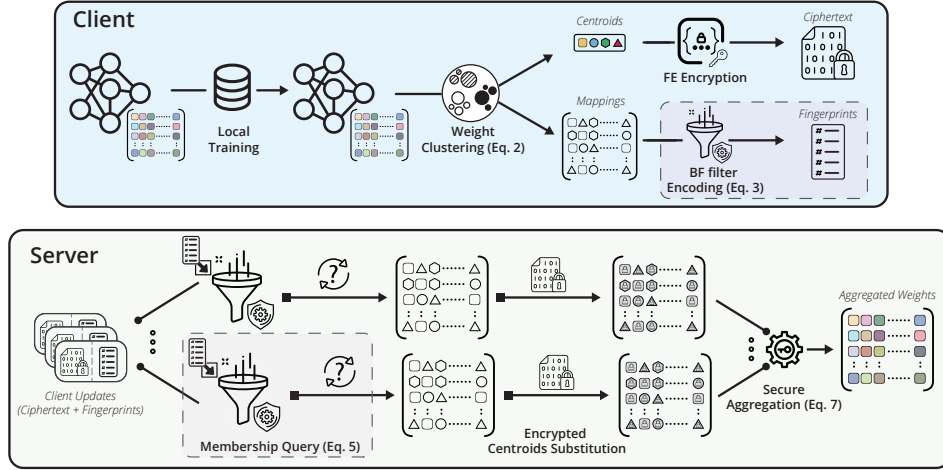 Client
Centroids
Ciphertext
FE Encryption
Local
Training
Weight
Clustering (Eq. 2)
Mappings
Fingerprints
BF filter
Encoding (Eq. 3)
Server
Client Updates
(Ciphertext + Fingerprints)
Membership Query (Eq. 5)
Encrypted
Centroids Substitution
Secure
Aggregation (Eq. 7)
Aggregated Weights